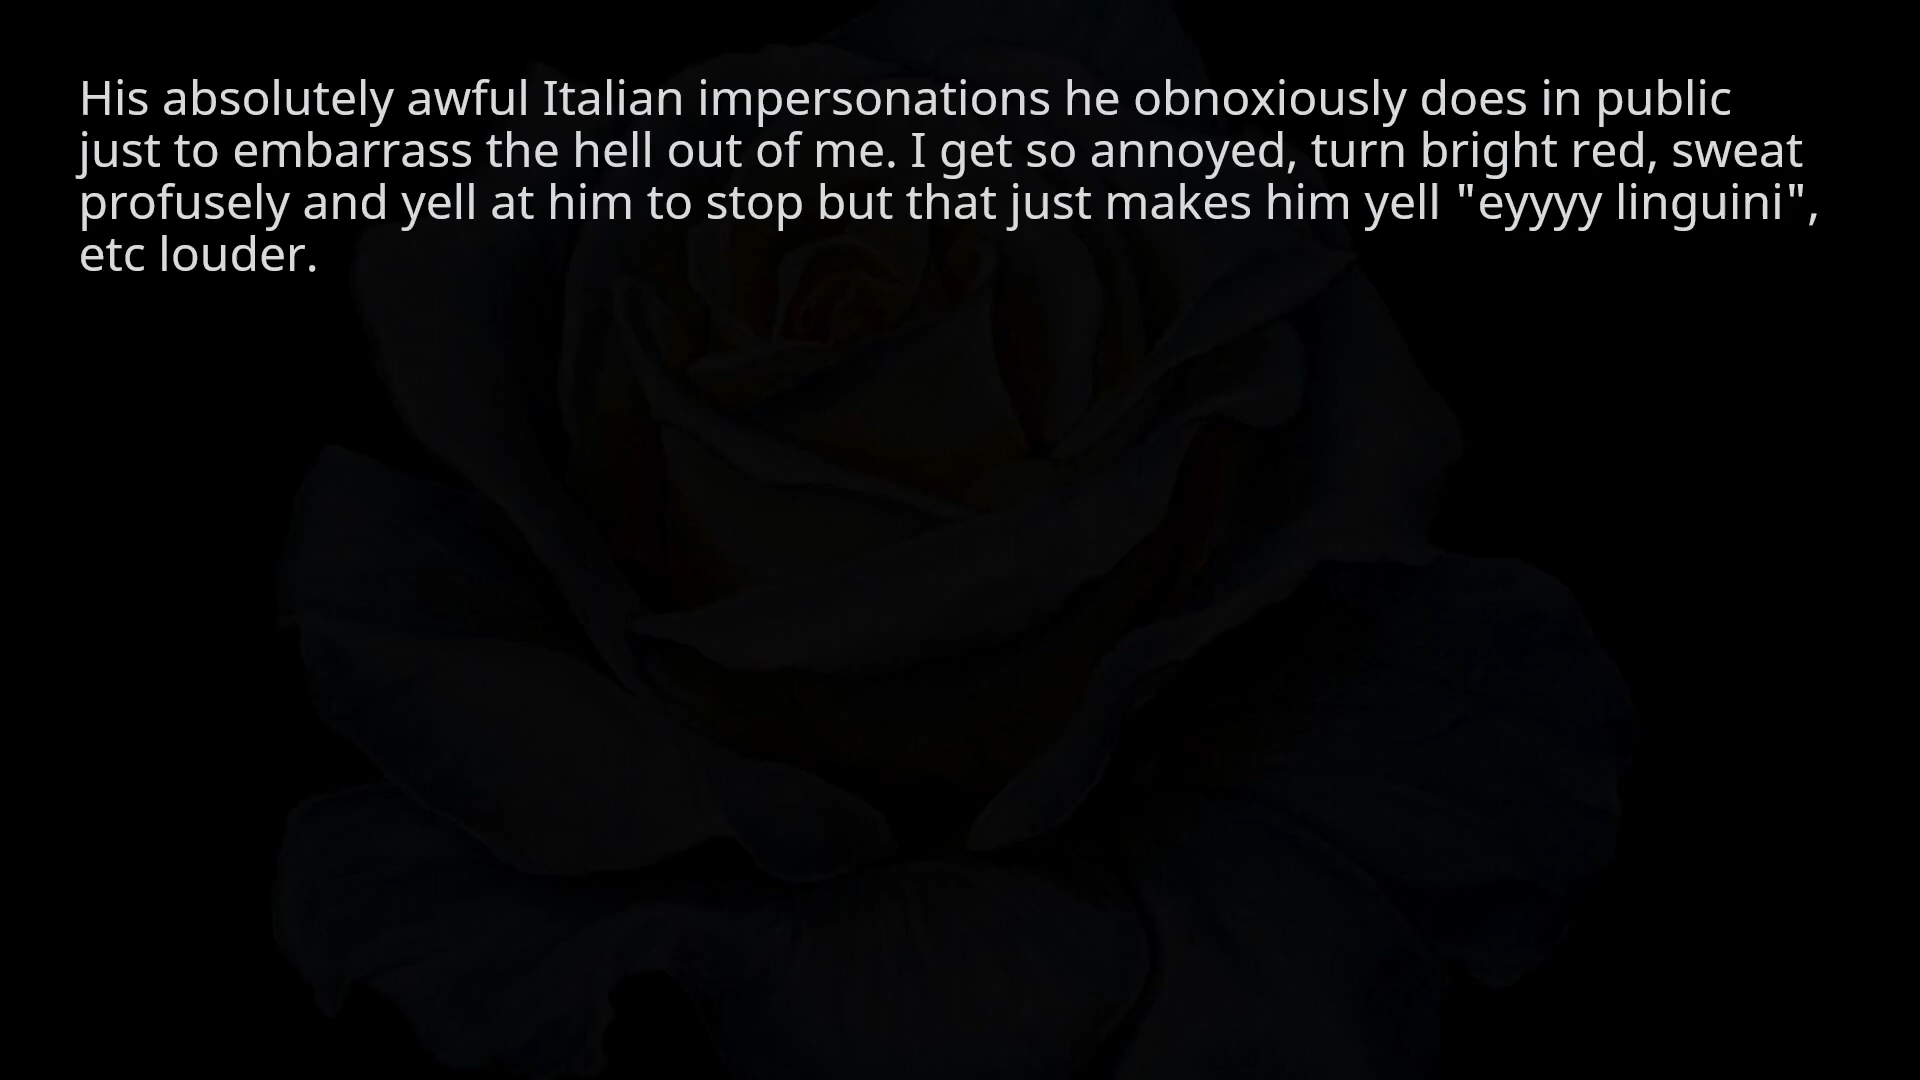 His absolutely awful Italian impersonations he obnoxiously does in public
just to embarrass the hell out of me. I get so annoyed, turn bright red, sweat
profusely and yell at him to stop but that just makes him yell "eyyyy linguini",
etc louder.